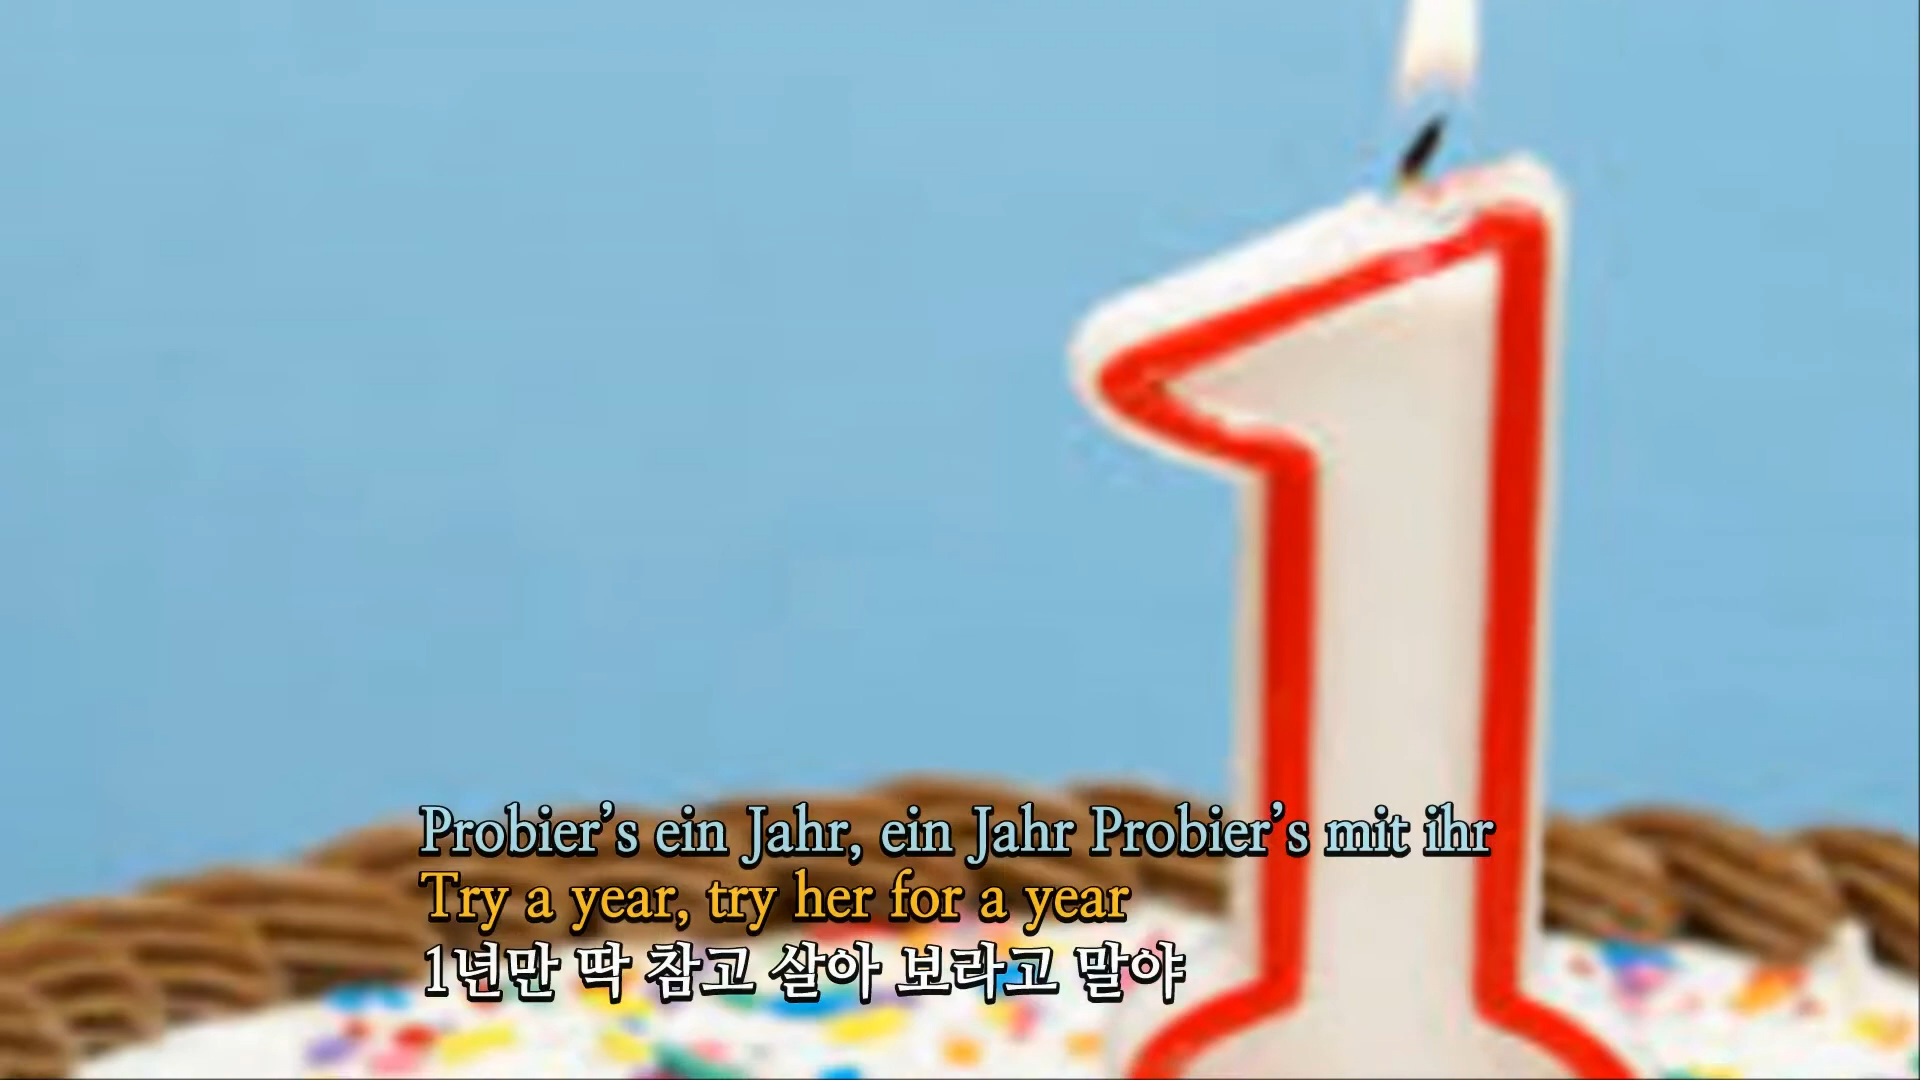 Probier’s ein Jahr, ein Jahr Probier’s mit ihr
Try a year, try her for a year
1년만 딱 참고 살아 보라고 말야